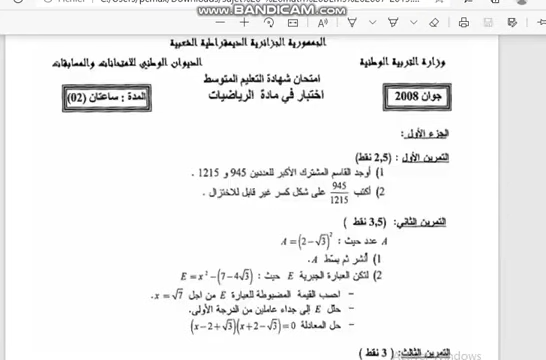 www.BANDICAM.com
الجمهورية الجزائرية الديمقراطية الشعبية
وزارة التربية الوطنية الديوان الوطني للامتحانات والمسابقات
امتحان شهادة التعليم المتوسط
جوان 2008 اختبار في مادة الرياضيات المدة : ساعتان (02)
الجزء الأول:
التمرين الأول : (2,5 نقط)
1) أوجد القاسم المشترك الأكبر للعددين 945 و 1215 .
2) أكتب 945/1215 على شكل كسر غير قابل للاختزال .
التمرين الثاني: (3,5 نقط )
A عدد حيث : A = (2−√3)²
1) أنشر ثم بسّط A.
2) لتكن العبارة الجبرية E حيث : E = x² − (7−4√3)
− احسب القيمة المضبوطة للعبارة E من اجل x = √7.
− حلل E إلى جداء عاملين من الدرجة الأولى.
− حل المعادلة (x−2+√3)(x+2−√3)=0
التمرين الثالث: ( 3 نقط )